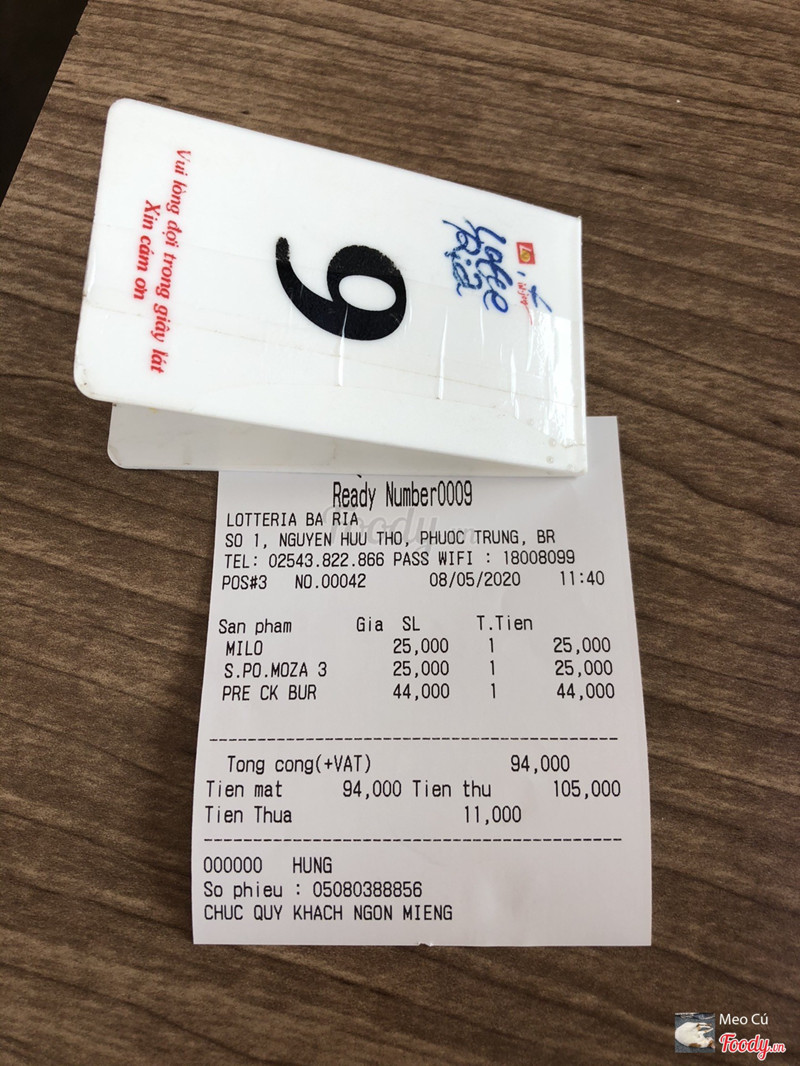 Vui lòng đợi trong giây lát
Xin cám ơn
9
Lotte
Ready Number0009
LOTTERIA BA RIA
SO 1, NGUYEN HUU THO, PHUOC TRUNG, BR
TEL: 02543.822.866 PASS WIFI : 18008099
POS#3 NO.00042 08/05/2020 11:40
San pham Gia SL T.Tien
MILO 25,000 1 25,000
S.PO.MOZA 3 25,000 1 25,000
PRE CK BUR 44,000 1 44,000
Tong cong(+VAT) 94,000
Tien mat 94,000 Tien thu 105,000
Tien Thua 11,000
000000 HUNG
So phieu : 05080388856
CHUC QUY KHACH NGON MIENG
Foody.vn
Meo Cú
Foody.vn